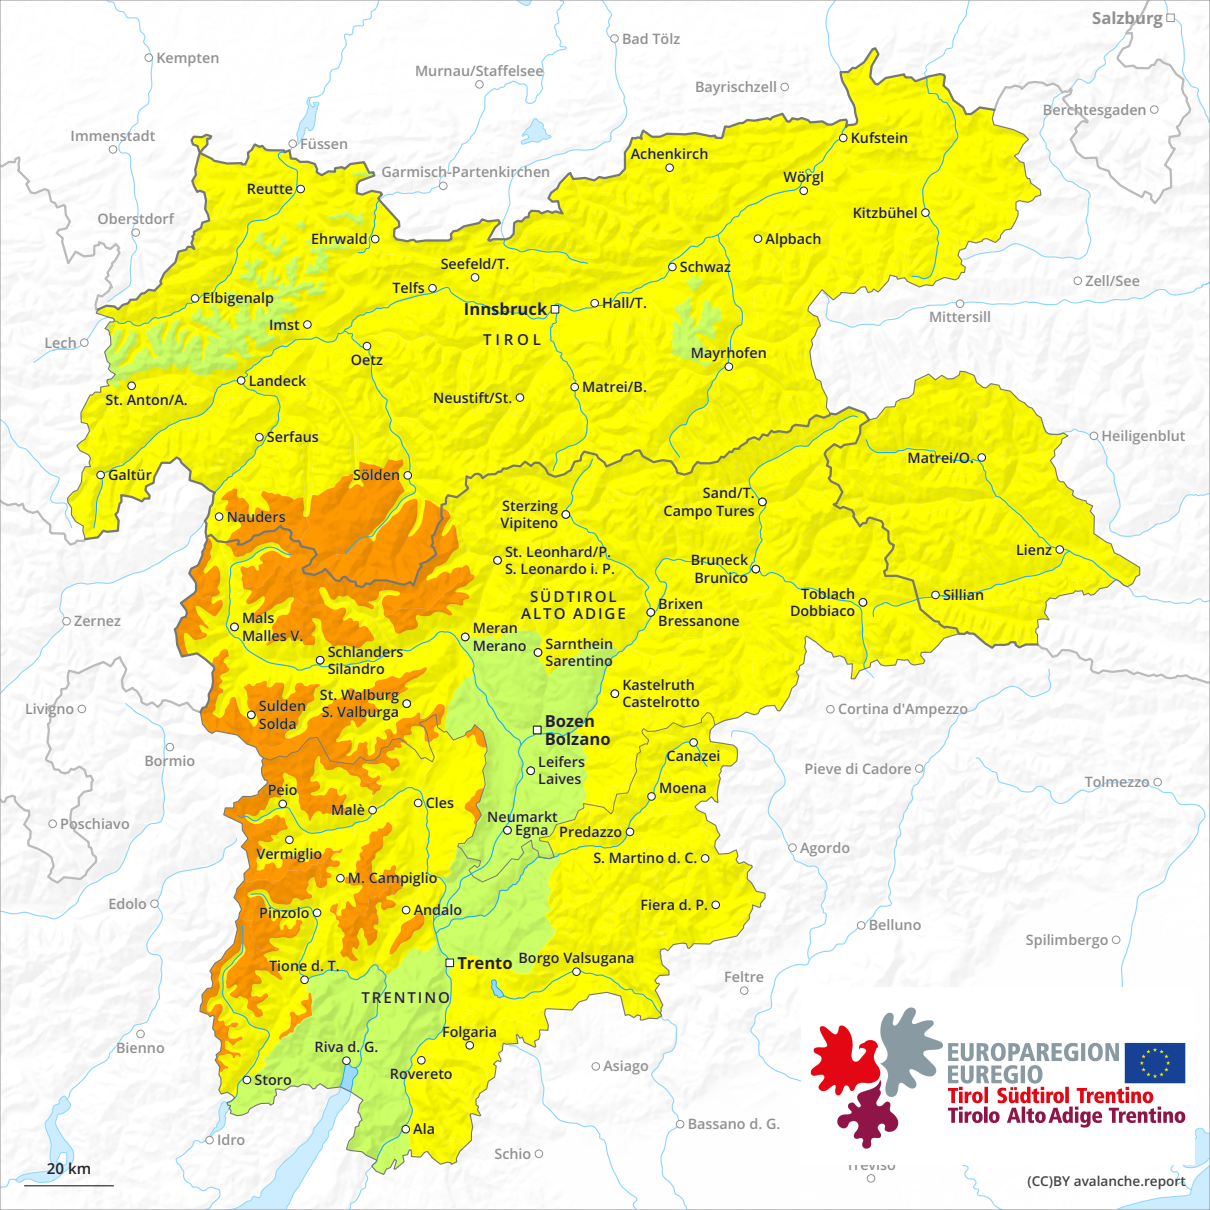 Salzburg
Bad Tölz
Kempten
Murnau/Staffelsee
Bayrischzell
Berchtesgaden
Immenstadt
Füssen
Kufstein
Achenkirch
Garmisch-Partenkirchen
Wörgl
Reutte
Oberstdorf
Kitzbühel
Ehrwald
Alpbach
Seefeld/T.
Schwaz
Zell/See
Telfs
Elbigenalp
Hall/T.
Innsbruck
Mittersill
Imst
TIROL
Lech
Oetz
Mayrhofen
Landeck
Matrei/B.
St. Anton/A.
Neustift/St.
Serfaus
Heiligenblut
Matrei/O.
Galtür
Sölden
Sand/T.
Campo Tures
Sterzing
Vipiteno
Nauders
St. Leonhard/P.
S. Leonardo i. P.
Lienz
Bruneck
Brunico
SÜDTIROL
ALTO ADIGE
Toblach
Dobbiaco
Sillian
Brixen
Bressanone
Zernez
Mals
Malles V.
Meran
Merano
Sarnthein
Sarentino
Schlanders
Silandro
Kastelruth
Castelrotto
St. Walburg
S. Valburga
Livigno
Sulden
Solda
Cortina d'Ampezzo
Bozen
Bolzano
Bormio
Canazei
Leifers
Laives
Pieve di Cadore
Tolmezzo
Peio
Moena
Malè
Cles
Neumarkt
Egna
Poschiavo
Predazzo
Vermiglio
Agordo
S. Martino d. C.
M. Campiglio
Edolo
Pinzolo
Andalo
Fiera d. P.
Belluno
Spilimbergo
Trento
Borgo Valsugana
Tione d. T.
Feltre
TRENTINO
Folgaria
Bienno
Riva d. G.
Rovereto
Asiago
Storo
EUROPAREGION
EUREGIO
Tirol Südtirol Trentino
Tirolo Alto Adige Trentino
Ala
Bassano d. G.
Idro
Schio
Treviso
20 km
(CC)BY avalanche.report